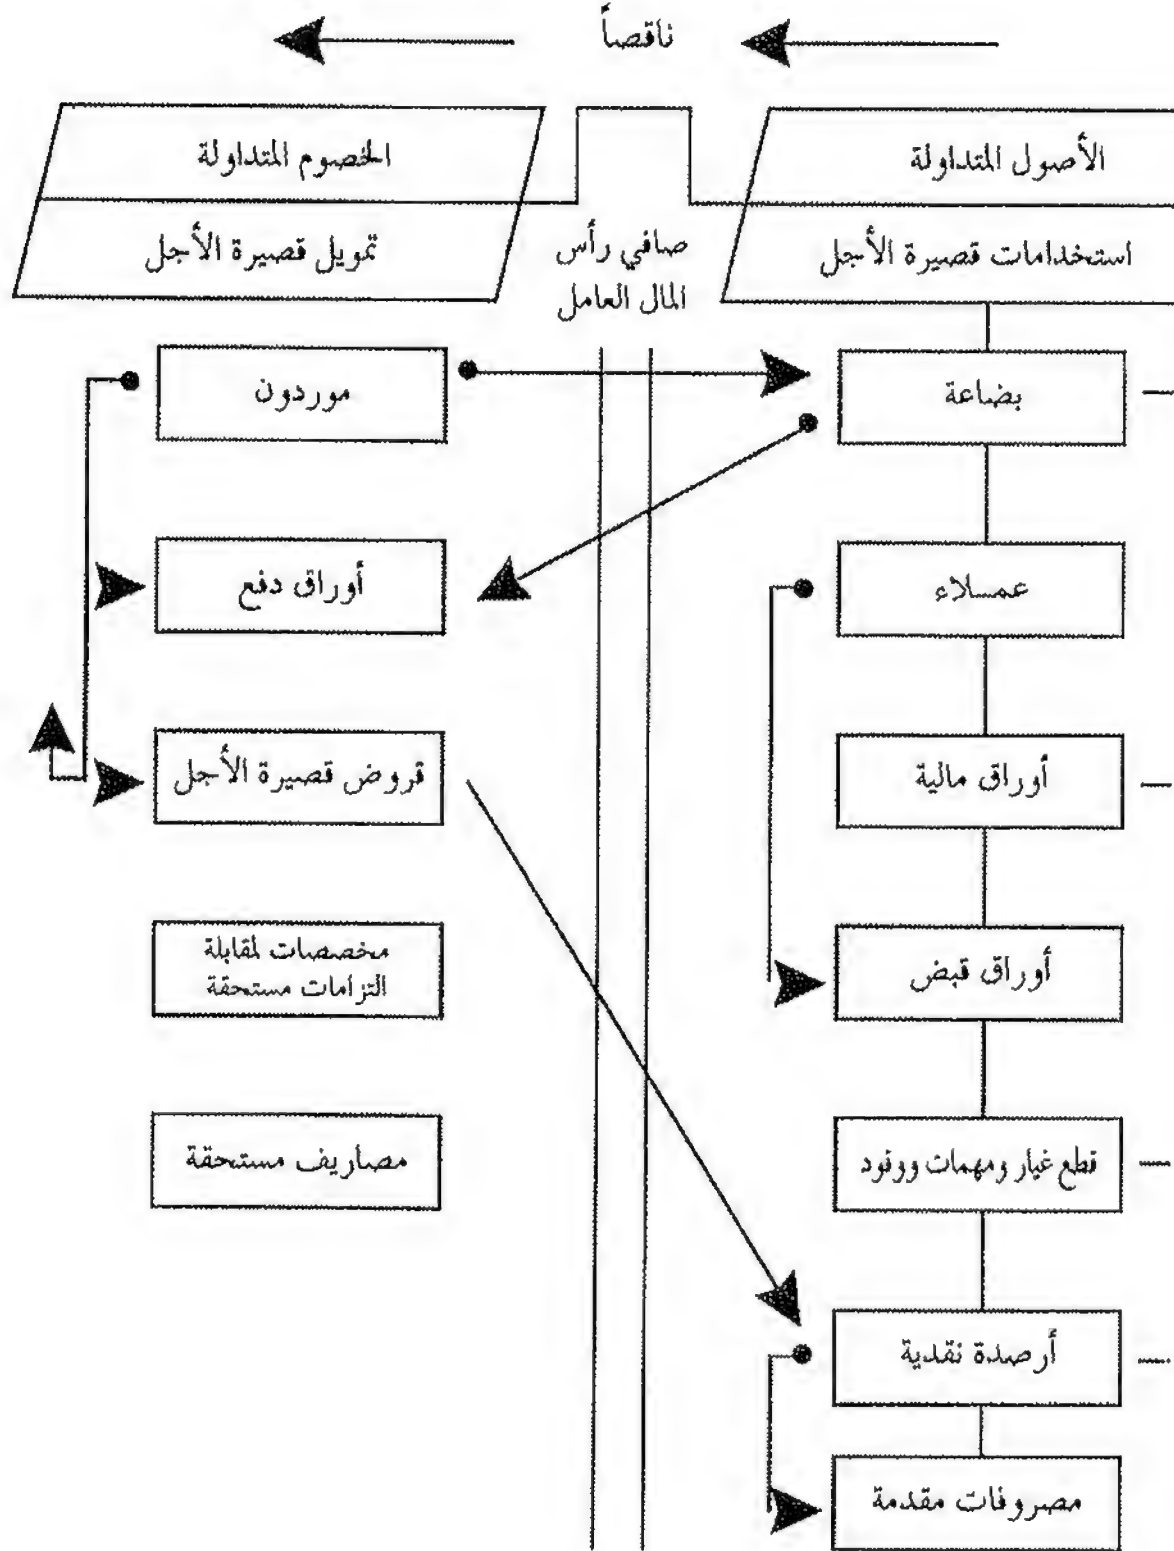 ناقصاً
الأصول المتداولة
استخدامات قصيرة الأجل
صافي رأس
المال العامل
الخصوم المتداولة
تمويل قصيرة الأجل
بضاعة
عمـلاء
أوراق مالية
أوراق قبض
قطع غيار ومهمات ووقود
أرصدة نقدية
مصروفات مقدمة
موردون
أوراق دفع
قروض قصيرة الأجل
مخصصات لمقابلة
التزامات مستحقة
مصاريف مستحقة